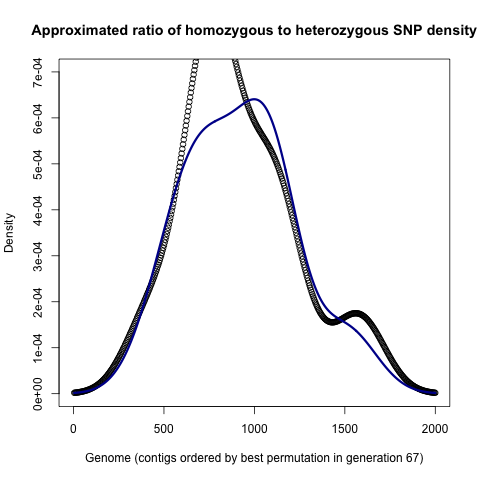 Approximated ratio of homozygous to heterozygous SNP density
7e-04
6e-04
5e-04
4e-04
3e-04
2e-04
1e-04
0e+00
Density
0 500 1000 1500 2000
Genome (contigs ordered by best permutation in generation 67)